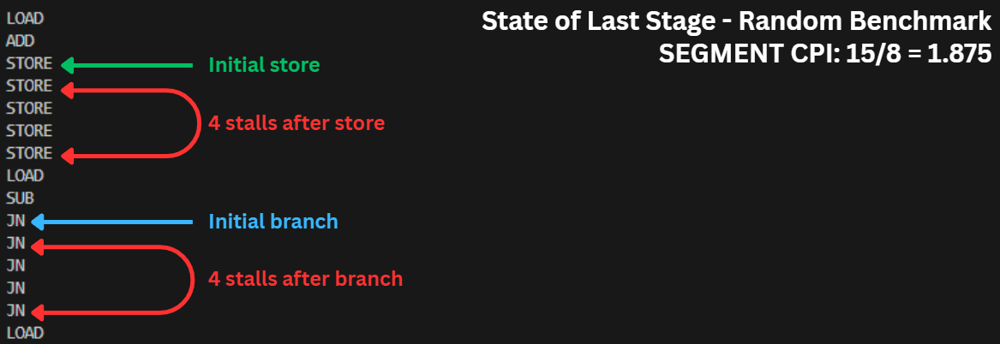 State of Last Stage - Random Benchmark
SEGMENT CPI: 15/8 = 1.875
LOAD
ADD
STORE Initial store
STORE
STORE 4 stalls after store
STORE
STORE
LOAD
SUB
JN Initial branch
JN
JN 4 stalls after branch
JN
JN
LOAD